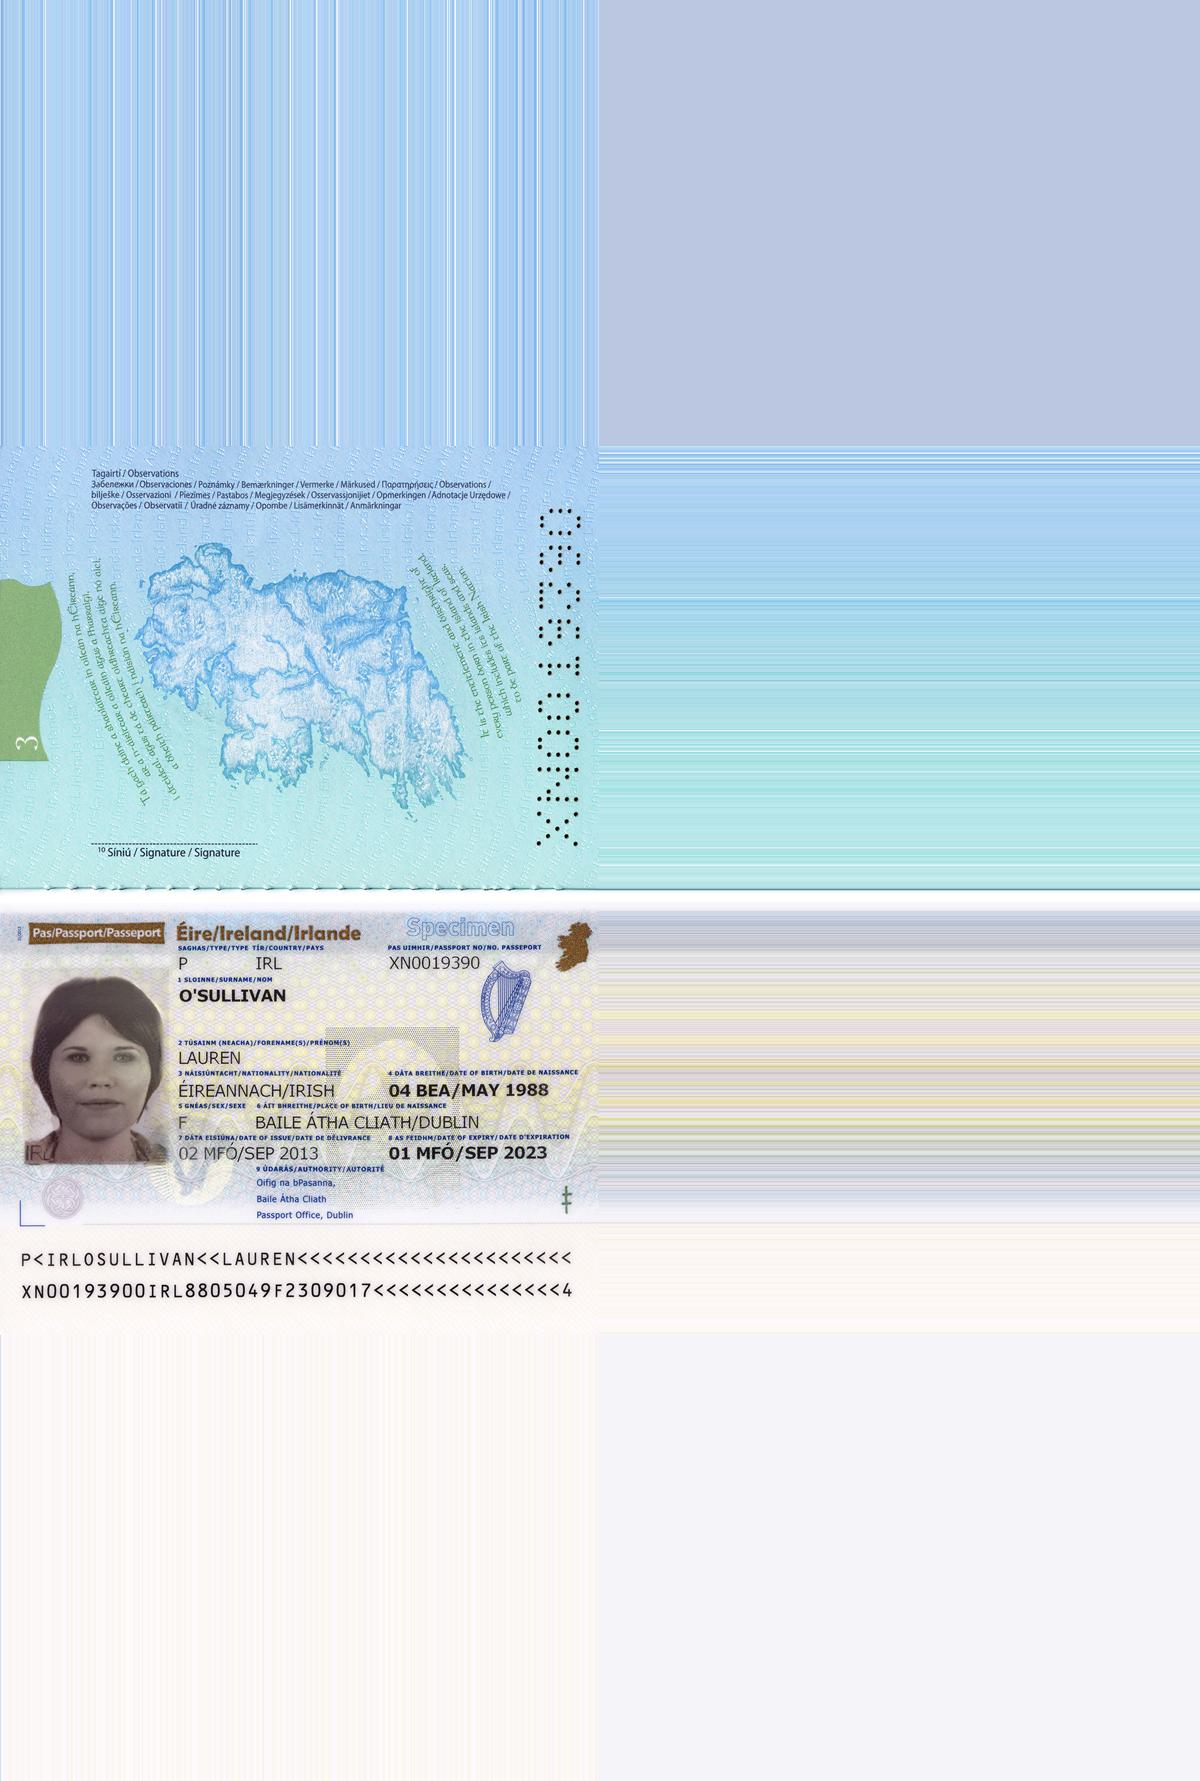 Tagairtí / Observations
Забележки / Observaciones / Poznámky / Bemærkninger / Vermerke / Märkused / Παρατηρήσεις / Observations /
bilješke / Osservazioni / Piezīmes / Pastabos / Megjegyzések / Osservassjonijiet / Opmerkingen / Adnotacje Urzędowe /
Observações / Observatii / Úradné záznamy / Opombe / Lisämerkinnät / Anmärkningar
Tá gach duine a shaolaítear in oileán na hÉireann,
ar a n-áirítear a oileáin agus a fharraigí,
i dteideal, agus tá de cheart oidhreachta aige nó aici,
a bheith páirteach i náisiún na hÉireann.
It is the entitlement and birthright of
every person born in the island of Ireland,
which includes its islands and seas,
to be part of the Irish Nation.
3
XN0019390
10 Síniú / Signature / Signature
Pas/Passport/Passeport
Éire/Ireland/Irlande
Specimen
SAGHAS/TYPE/TYPE TÍR/COUNTRY/PAYS PAS UIMHIR/PASSPORT NO/NO. PASSEPORT
P IRL XN0019390
1 SLOINNE/SURNAME/NOM
O'SULLIVAN
2 TÚSAINM (NEACHA)/FORENAME(S)/PRÉNOM(S)
LAUREN
3 NÁISIÚNTACHT/NATIONALITY/NATIONALITÉ 4 DÁTA BREITHE/DATE OF BIRTH/DATE DE NAISSANCE
ÉIREANNACH/IRISH 04 BEA/MAY 1988
5 GNÉAS/SEX/SEXE 6 ÁIT BHREITHE/PLACE OF BIRTH/LIEU DE NAISSANCE
F BAILE ÁTHA CLIATH/DUBLIN
7 DÁTA EISIÚNA/DATE OF ISSUE/DATE DE DÉLIVRANCE 8 AS FEIDHM/DATE OF EXPIRY/DATE D'EXPIRATION
02 MFÓ/SEP 2013 01 MFÓ/SEP 2023
9 ÚDARÁS/AUTHORITY/AUTORITÉ
Oifig na bPasanna,
Baile Átha Cliath
Passport Office, Dublin
IRL
P<IRLOSULLIVAN<<LAUREN<<<<<<<<<<<<<<<<<<<<<<
XN00193900IRL8805049F2309017<<<<<<<<<<<<<<<4